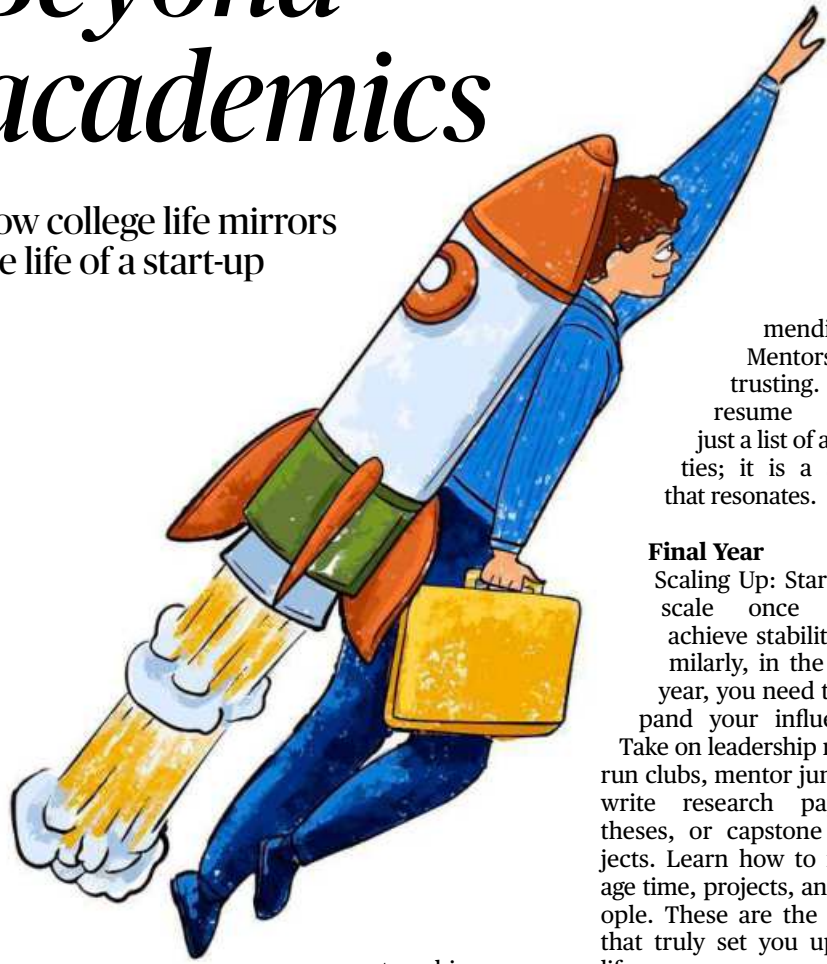 Beyond
academics
ow college life mirrors
e life of a start-up
mendi
Mentors
trusting.
resume
just a list of a
ties; it is a
that resonates.
Final Year
Scaling Up: Star
scale once
achieve stabilit
milarly, in the
year, you need t
pand your influe
Take on leadership r
run clubs, mentor jun
write research pa
theses, or capstone
jects. Learn how to
age time, projects, an
ople. These are the
that truly set you up